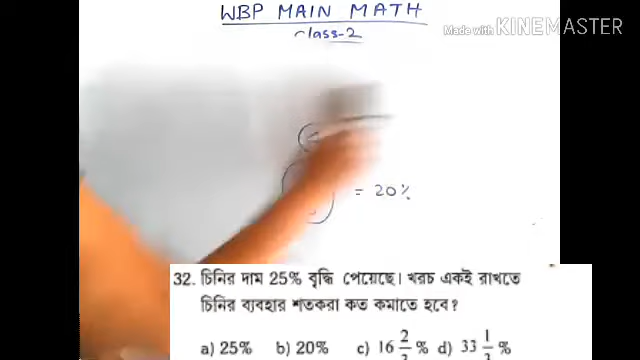 WBP MAIN MATH
Made with KINEMASTER
Class-2
= 20%
32. চিনির দাম 25% বৃদ্ধি পেয়েছে। খরচ একই রাখতে
চিনির ব্যবহার শতকরা কত কমাতে হবে?
a) 25% b) 20% c) 16 2/3 % d) 33 1/3 %